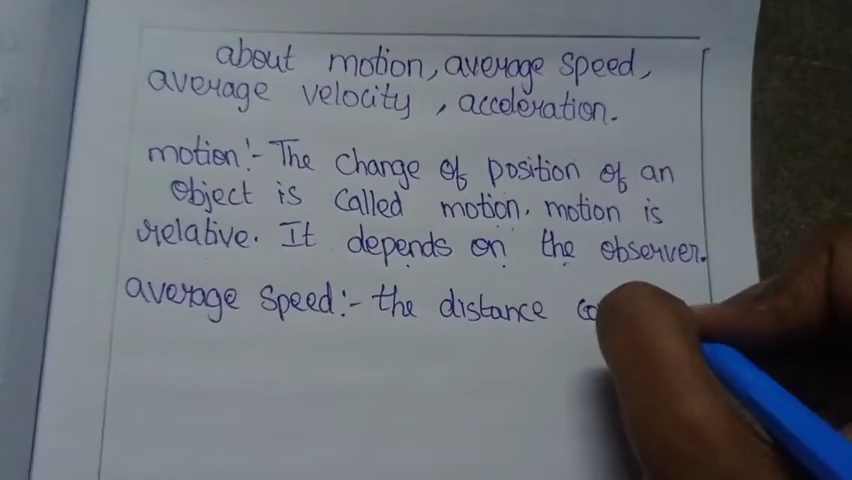 about motion, average speed,
average velocity, acceleration.
motion:- The change of position of an
object is called motion. motion is
relative. It depends on the observer.
average speed:- the distance co